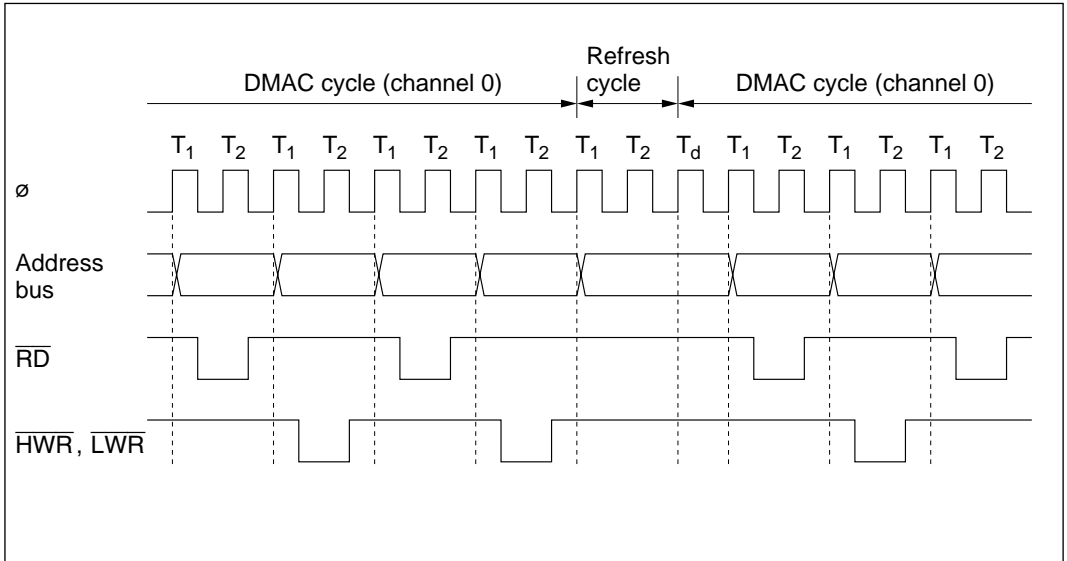 Refresh
DMAC cycle (channel 0) cycle DMAC cycle (channel 0)
T1 T2 T1 T2 T1 T2 T1 T2 T1 T2 Td T1 T2 T1 T2 T1 T2
ø
Address
bus
RD
HWR, LWR